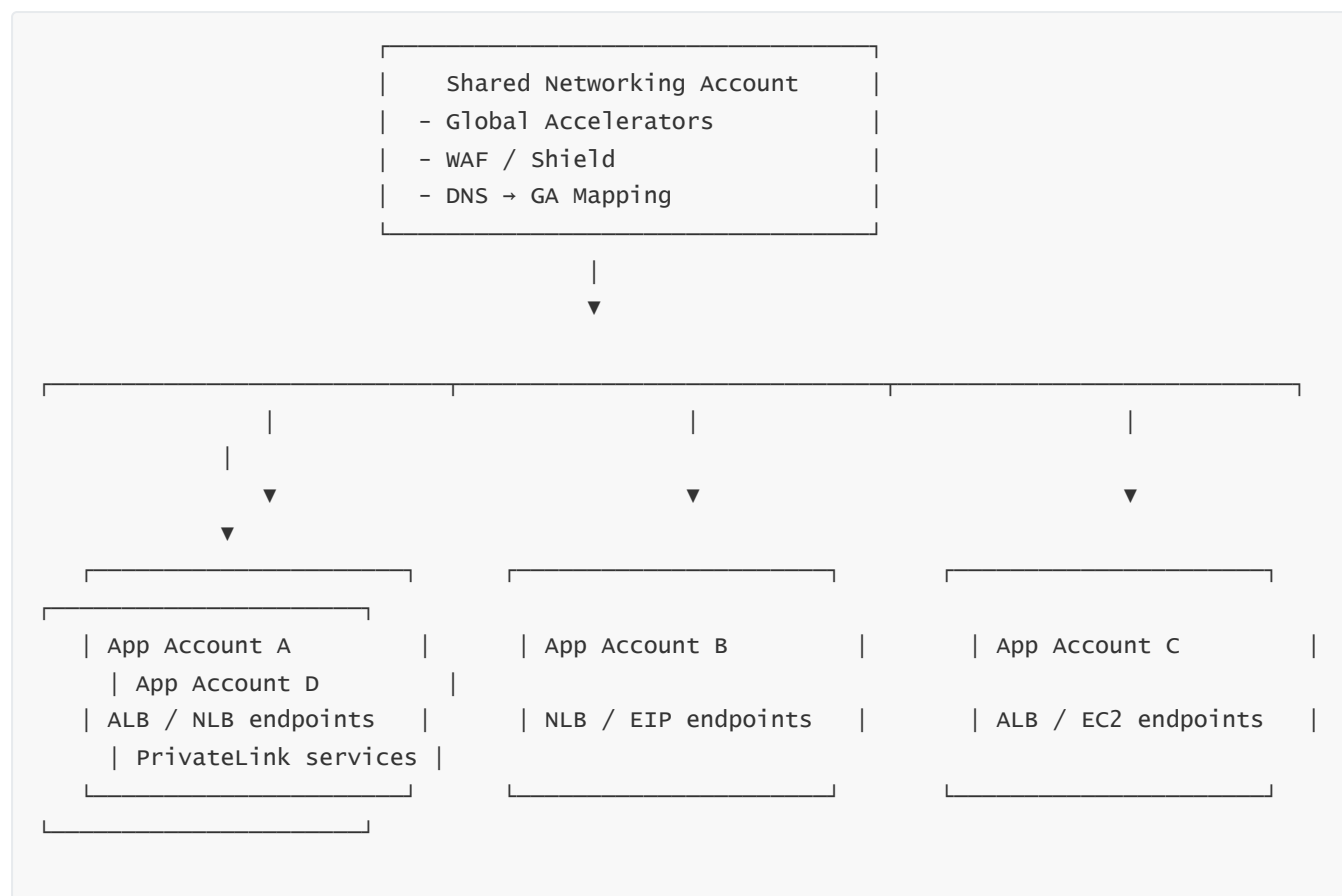 Shared Networking Account
- Global Accelerators
- WAF / Shield
- DNS → GA Mapping
App Account A App Account B App Account C
App Account D
ALB / NLB endpoints NLB / EIP endpoints ALB / EC2 endpoints
PrivateLink services